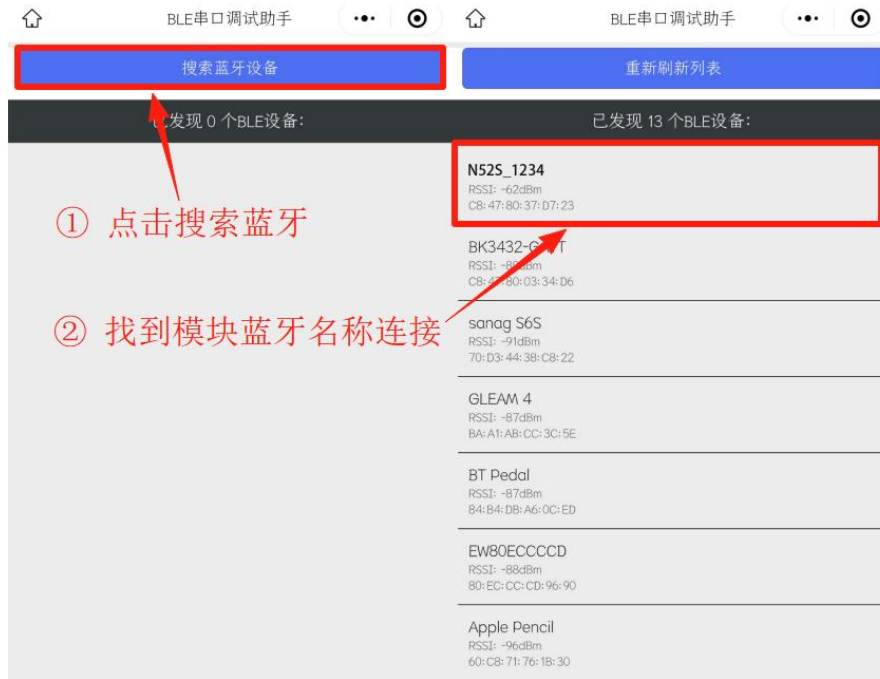 BLE串口调试助手
搜索蓝牙设备
已发现 0 个BLE设备:
① 点击搜索蓝牙
② 找到模块蓝牙名称连接
BLE串口调试助手
重新刷新列表
已发现 13 个BLE设备:
N52S_1234
RSSI: -62dBm
C8:47:80:37:D7:23
BK3432-G
T
RSSI: -8
dBm
C8:47:80:03:34:D6
sanag S6S
RSSI: -91dBm
70:D3:44:38:C8:22
GLEAM 4
RSSI: -87dBm
BA:A1:AB:CC:3C:5E
BT Pedal
RSSI: -87dBm
84:B4:DB:A6:0C:ED
EW80ECCCCD
RSSI: -88dBm
80:EC:CC:CD:96:90
Apple Pencil
RSSI: -96dBm
60:C8:71:76:1B:30